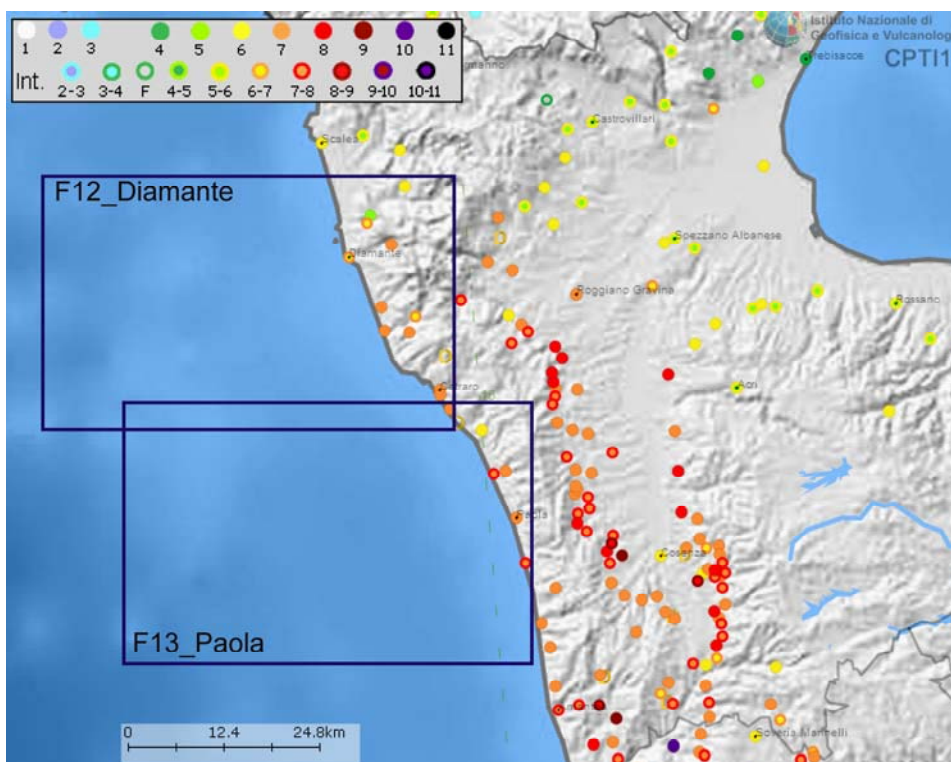 1 2 3 4 5 6 7 8 9 10 11
Int. 2-3 3-4 F 4-5 5-6 6-7 7-8 8-9 9-10 10-11
Istituto Nazionale di
Geofisica e Vulcanolog
CPTI1
Trebisacce
Castrovillari
Scalea
F12_Diamante
Spezzano Albanese
Diamante
Roggiano Gravina
Rossano
Acri
Cetraro
Paola
Cosenza
F13_Paola
0 12.4 24.8km
Soveria Mannelli